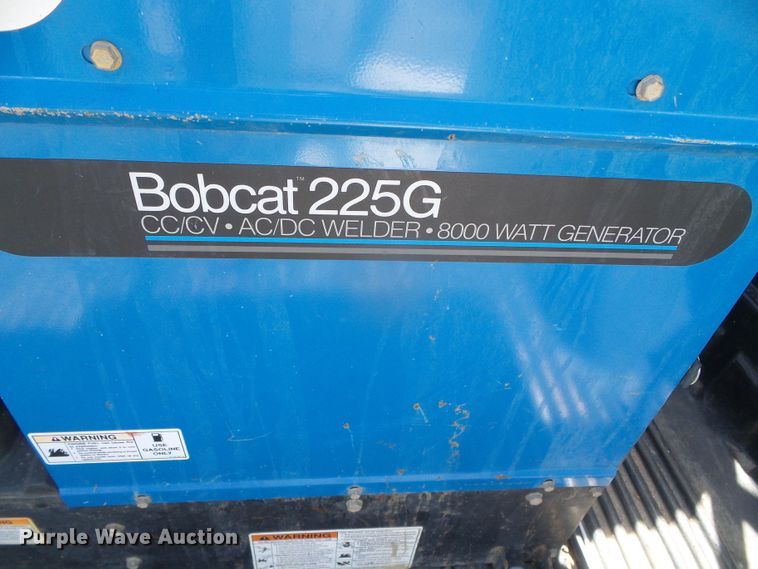 Bobcat™ 225G
CC/CV • AC/DC WELDER • 8000 WATT GENERATOR
WARNING
USE
GASOLINE
ONLY
WARNING
Purple Wave Auction